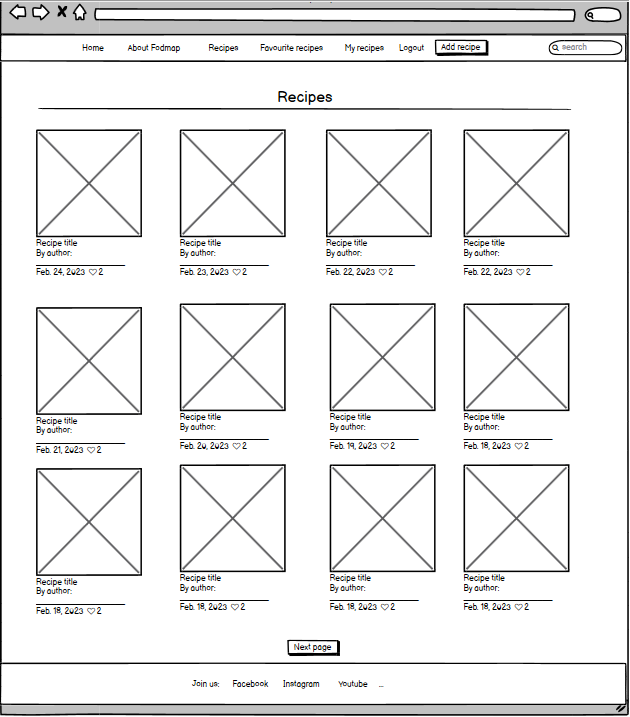 Home About Fodmap Recipes Favourite recipes My recipes Logout Add recipe search
Recipes
Recipe title Recipe title Recipe title Recipe title
By author: By author: By author: By author:
Feb. 24, 2023 ♡ 2 Feb. 23, 2023 ♡ 2 Feb. 22, 2023 ♡ 2 Feb. 22, 2023 ♡ 2
Recipe title Recipe title Recipe title Recipe title
By author: By author: By author: By author:
Feb. 21, 2023 ♡ 2 Feb. 20, 2023 ♡ 2 Feb. 19, 2023 ♡ 2 Feb. 18, 2023 ♡ 2
Recipe title Recipe title Recipe title Recipe title
By author: By author: By author: By author:
Feb. 18, 2023 ♡ 2 Feb. 18, 2023 ♡ 2 Feb. 18, 2023 ♡ 2 Feb. 18, 2023 ♡ 2
Next page
Join us: Facebook Instagram Youtube ...